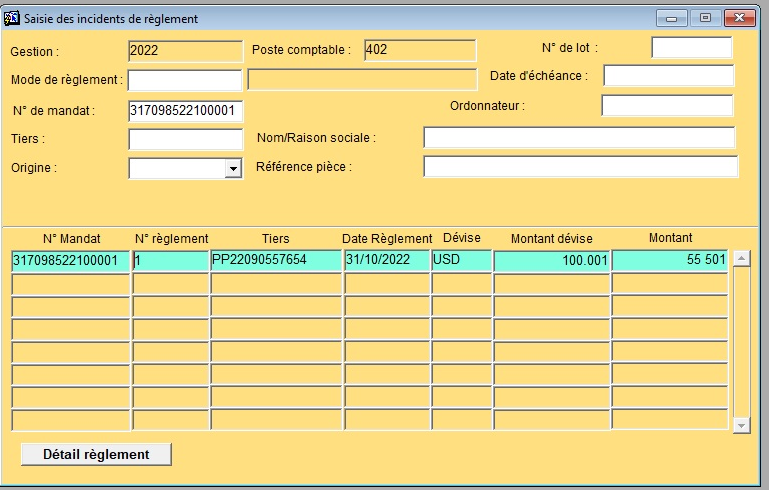 Saisie des incidents de règlement
Gestion : 2022 Poste comptable : 402 N° de lot :
Mode de règlement : Date d'échéance :
N° de mandat : 317098522100001 Ordonnateur :
Tiers : Nom/Raison sociale :
Origine : Référence pièce :
N° Mandat N° règlement Tiers Date Règlement Dévise Montant dévise Montant
317098522100001 1 PP22090557654 31/10/2022 USD 100.001 55 501
Détail règlement